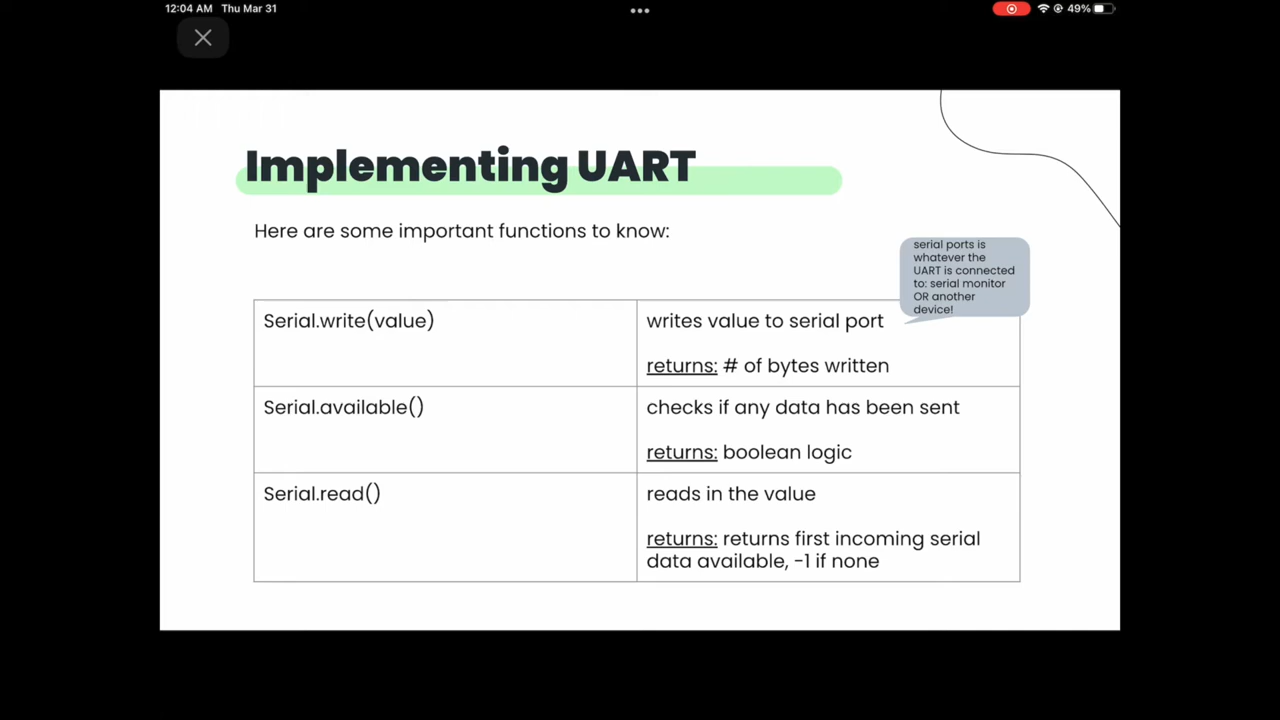 12:04 AM Thu Mar 31
49%
Implementing UART
Here are some important functions to know:
serial ports is
whatever the
UART is connected
to: serial monitor
OR another
device!
Serial.write(value)
writes value to serial port
returns: # of bytes written
Serial.available()
checks if any data has been sent
returns: boolean logic
Serial.read()
reads in the value
returns: returns first incoming serial
data available, -1 if none